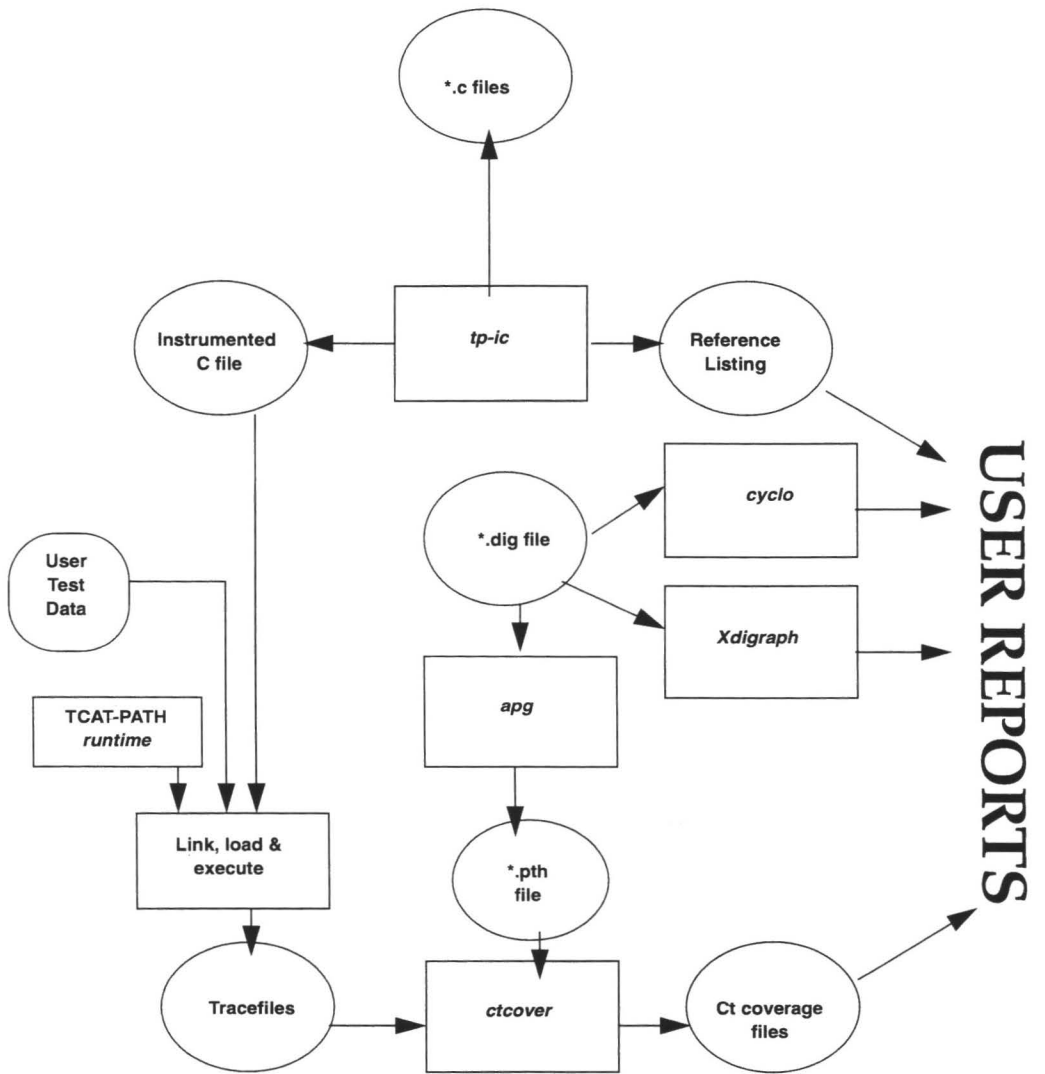 *.c files
Instrumented
C file
tp-ic
Reference
Listing
cyclo
*.dig file
User
Test
Data
Xdigraph
TCAT-PATH
runtime
apg
Link, load &
execute
*.pth
file
Tracefiles
ctcover
Ct coverage
files
USER REPORTS